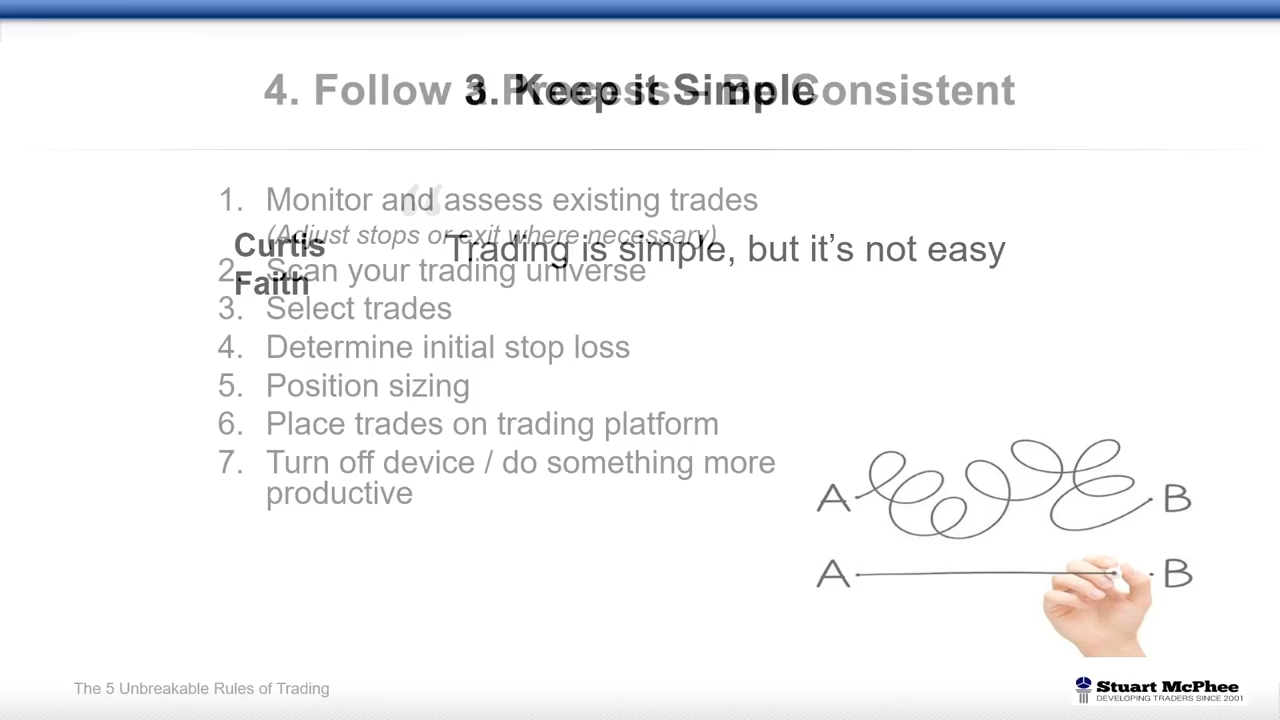 3. Keep it Simple
4. Follow a Process – Be Consistent
“
Curtis
Faith
Trading is simple, but it’s not easy
1. Monitor and assess existing trades
(Adjust stops or exit where necessary)
2. Scan your trading universe
3. Select trades
4. Determine initial stop loss
5. Position sizing
6. Place trades on trading platform
7. Turn off device / do something more
productive
A B
A B
The 5 Unbreakable Rules of Trading
Stuart McPhee
DEVELOPING TRADERS SINCE 2001